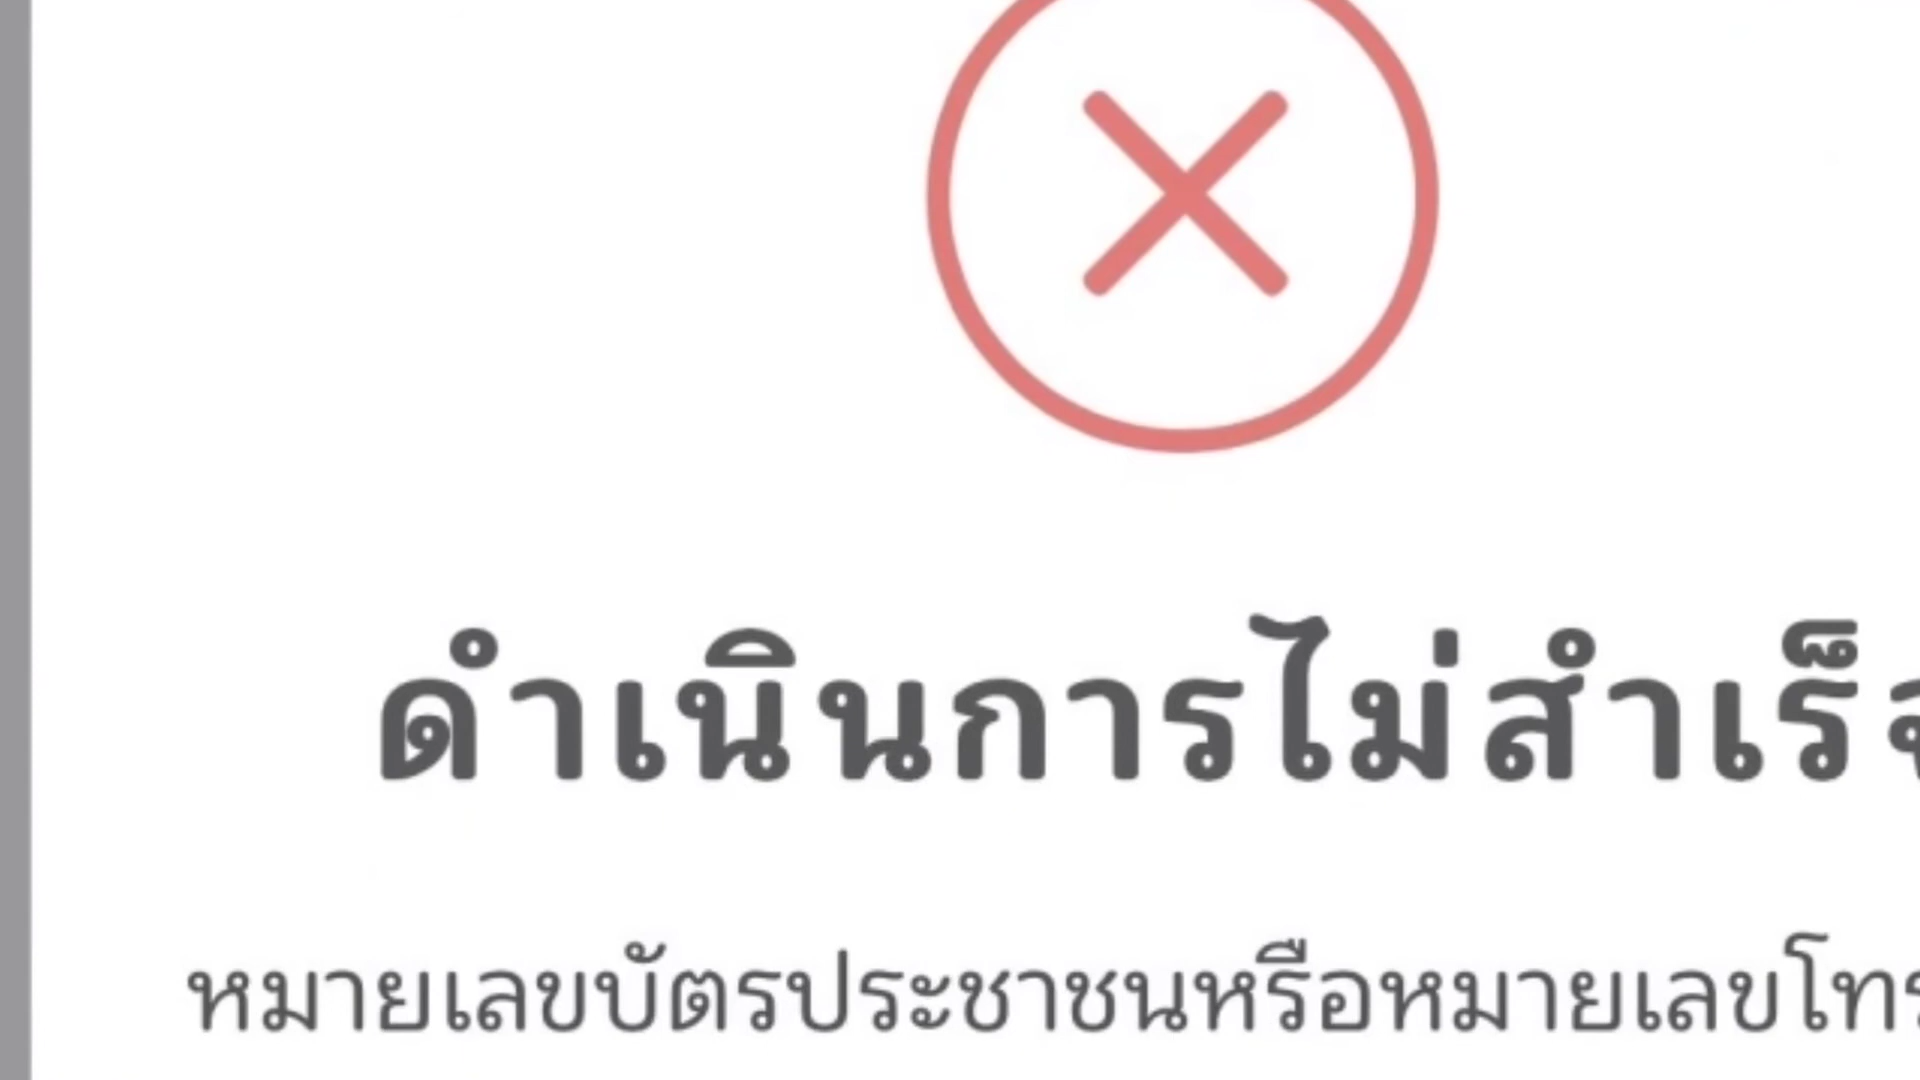 ดำเนินการไม่สำเร็จ
หมายเลขบัตรประชาชนหรือหมายเลขโทร